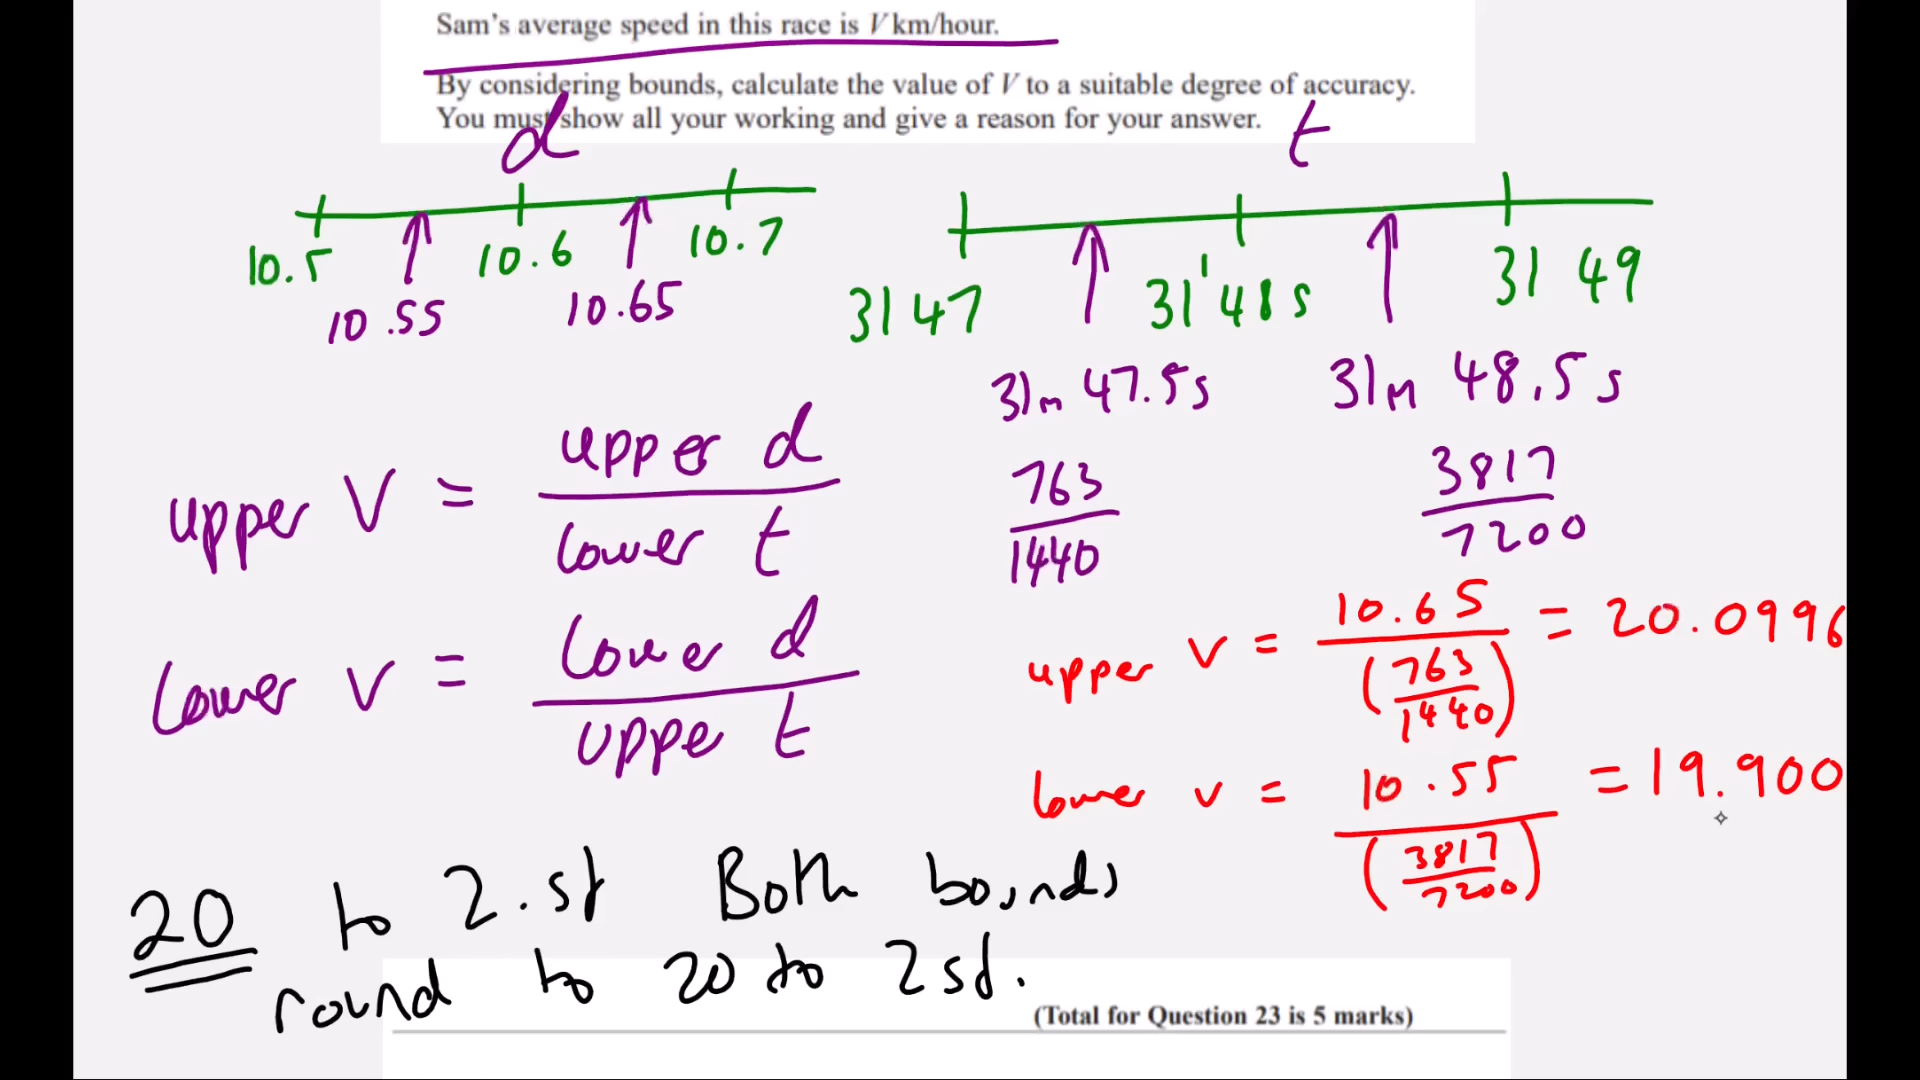 Sam's average speed in this race is V km/hour.
By considering bounds, calculate the value of V to a suitable degree of accuracy.
You must show all your working and give a reason for your answer.
d
t
10.5
10.55
10.6
10.65
10.7
31 47
31' 48 s
31 49
31m 47.5s
31m 48.5s
763
1440
3817
7200
upper V = upper d
lower t
lower v = lower d
uppe t
upper v = 10.65 = 20.0996
(763
1440)
lower v = 10.55 = 19.900
(3817
7200)
20 to 2.sf Both bounds
round to 20 to 2sf.
(Total for Question 23 is 5 marks)